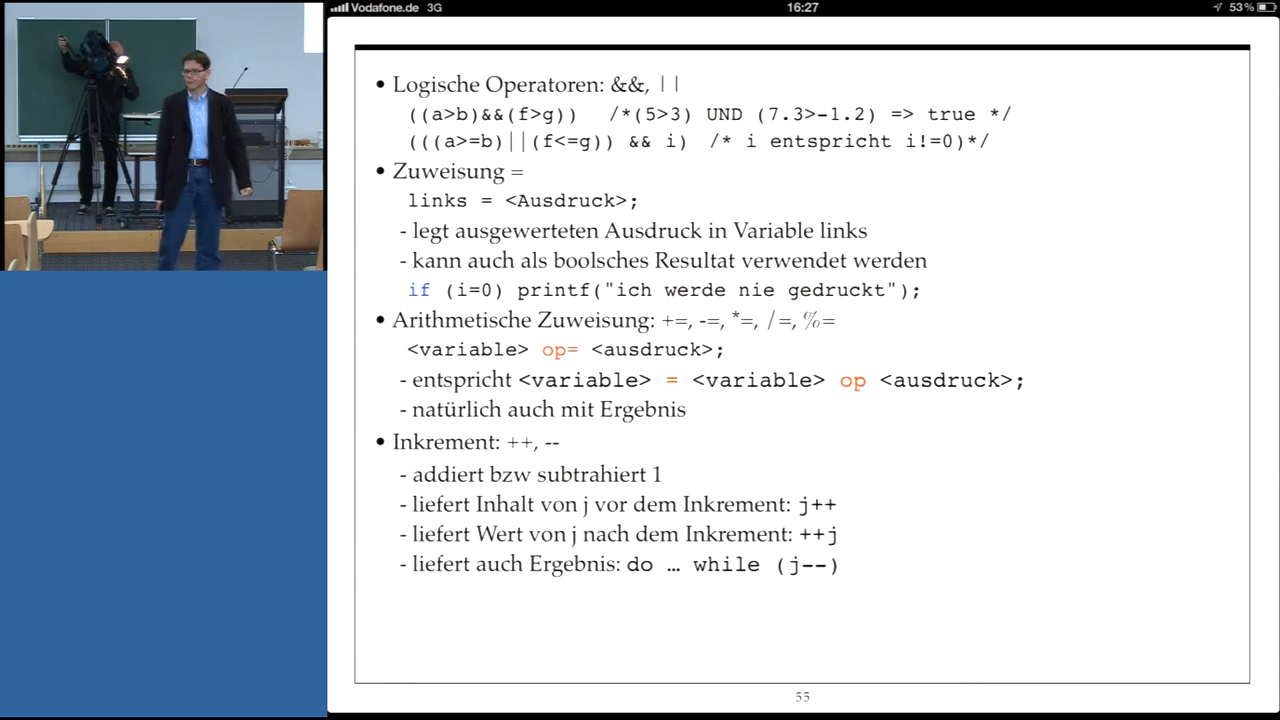 Vodafone.de 3G 16:27 53%
• Logische Operatoren: &&, ||
((a>b)&&(f>g)) /*(5>3) UND (7.3>-1.2) => true */
(((a>=b)||(f<=g)) && i) /* i entspricht i!=0)*/
• Zuweisung =
links = <Ausdruck>;
- legt ausgewerteten Ausdruck in Variable links
- kann auch als boolsches Resultat verwendet werden
if (i=0) printf("ich werde nie gedruckt");
• Arithmetische Zuweisung: +=, -=, *=, /=, %=
<variable> op= <ausdruck>;
- entspricht <variable> = <variable> op <ausdruck>;
- natürlich auch mit Ergebnis
• Inkrement: ++, --
- addiert bzw subtrahiert 1
- liefert Inhalt von j vor dem Inkrement: j++
- liefert Wert von j nach dem Inkrement: ++j
- liefert auch Ergebnis: do … while (j--)
55